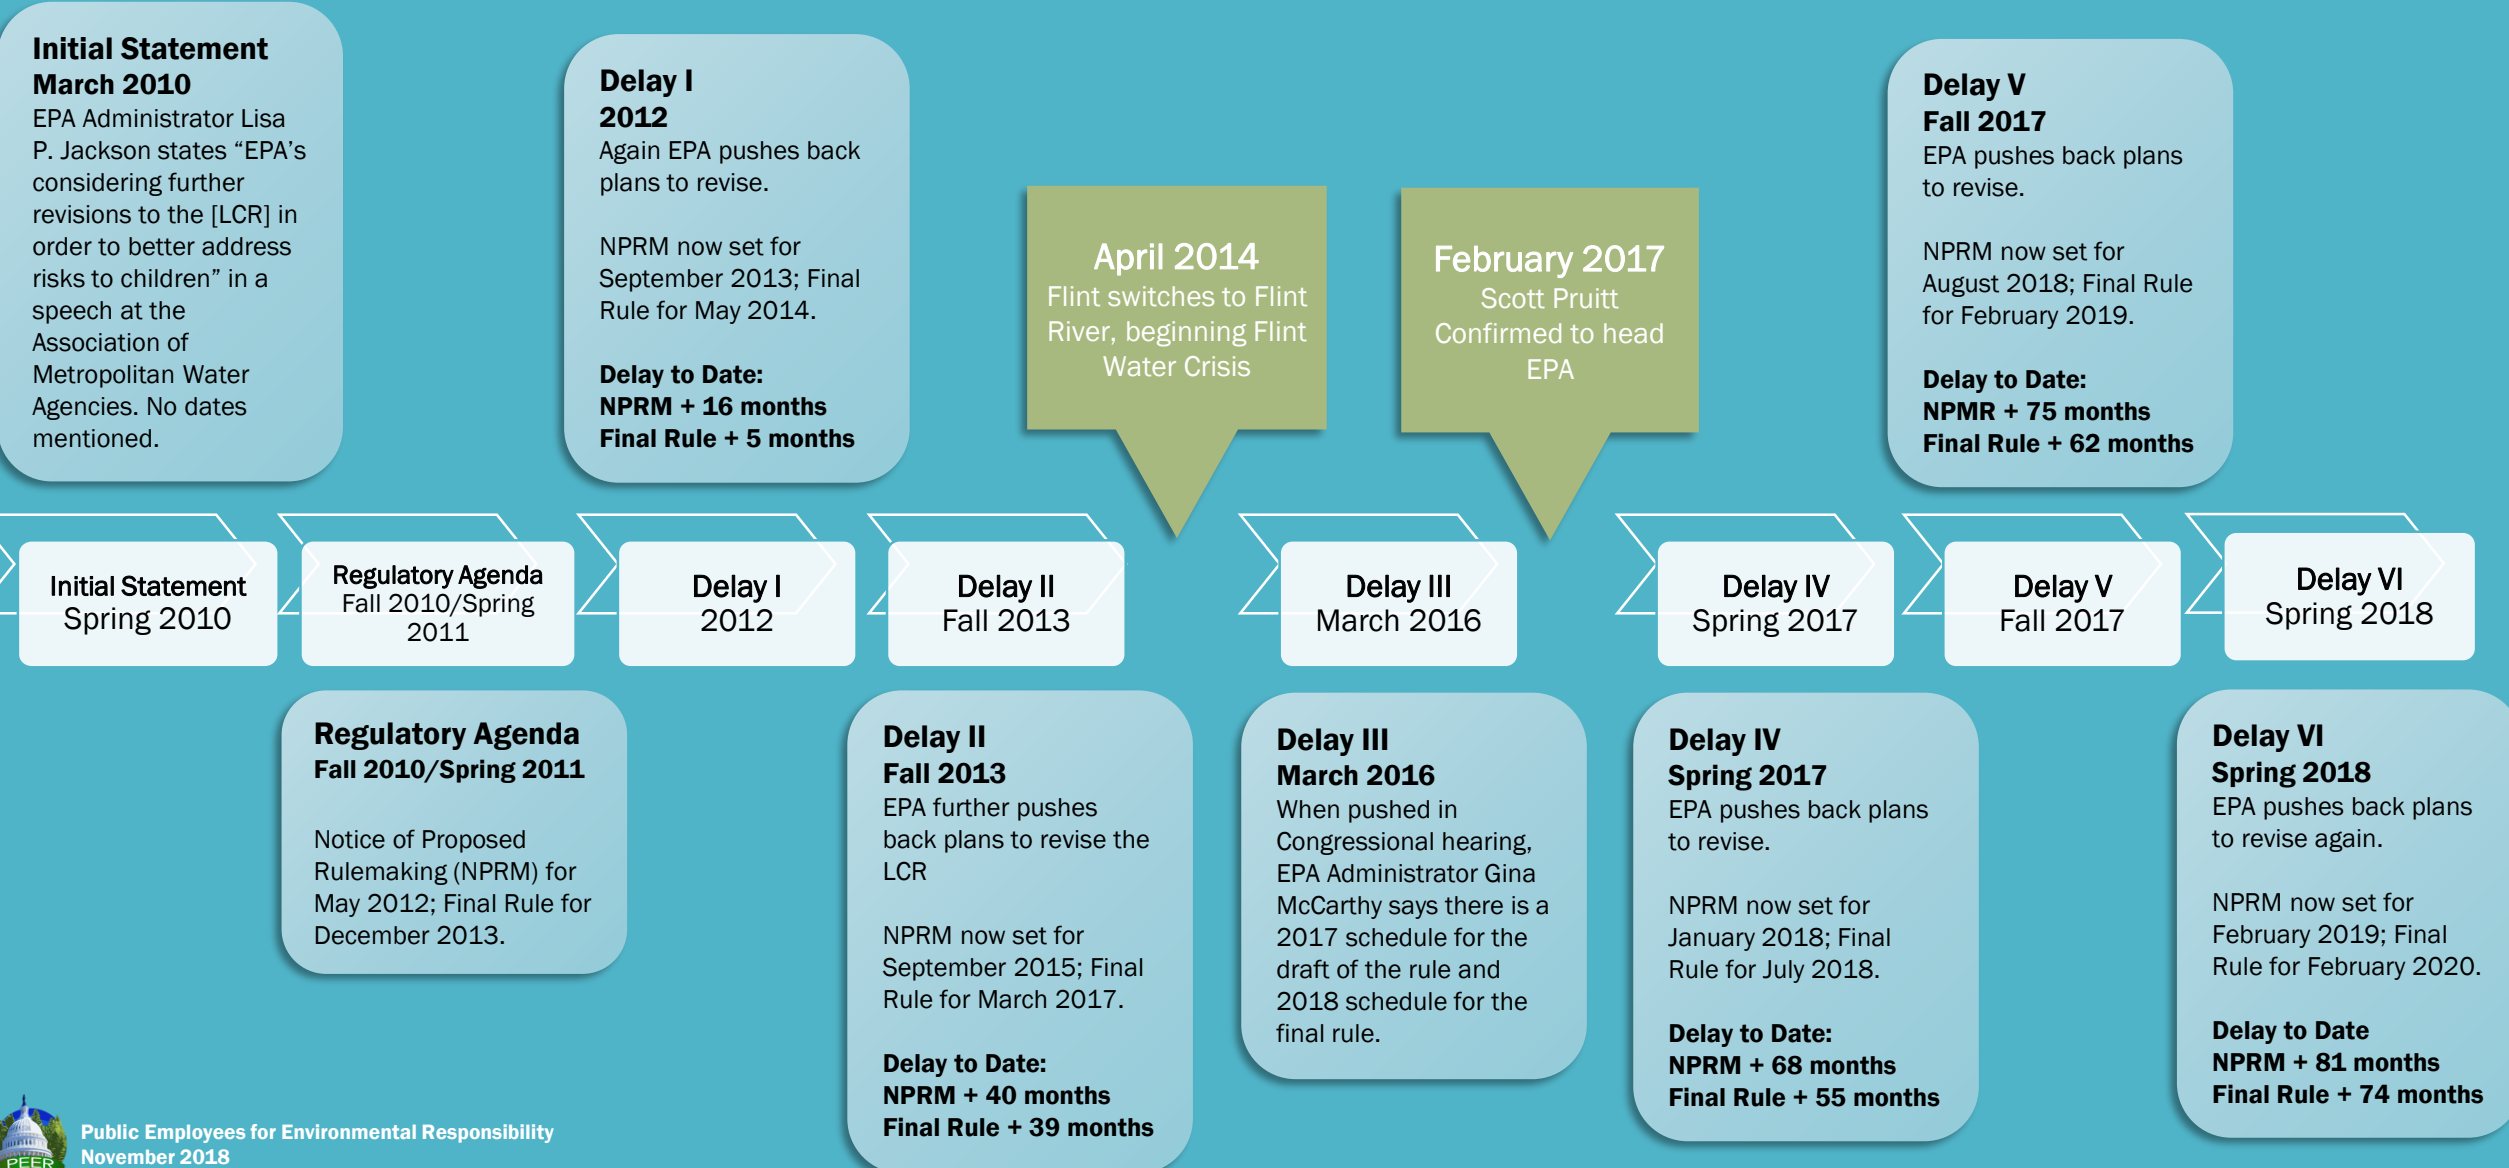 Initial Statement
March 2010
EPA Administrator Lisa
P. Jackson states “EPA’s
considering further
revisions to the [LCR] in
order to better address
risks to children” in a
speech at the
Association of
Metropolitan Water
Agencies. No dates
mentioned.
Delay I
2012
Again EPA pushes back
plans to revise.
NPRM now set for
September 2013; Final
Rule for May 2014.
Delay to Date:
NPRM + 16 months
Final Rule + 5 months
April 2014
Flint switches to Flint
River, beginning Flint
Water Crisis
February 2017
Scott Pruitt
Confirmed to head
EPA
Delay V
Fall 2017
EPA pushes back plans
to revise.
NPRM now set for
August 2018; Final Rule
for February 2019.
Delay to Date:
NPMR + 75 months
Final Rule + 62 months
Initial Statement
Spring 2010
Regulatory Agenda
Fall 2010/Spring
2011
Delay I
2012
Delay II
Fall 2013
Delay III
March 2016
Delay IV
Spring 2017
Delay V
Fall 2017
Delay VI
Spring 2018
Regulatory Agenda
Fall 2010/Spring 2011
Notice of Proposed
Rulemaking (NPRM) for
May 2012; Final Rule for
December 2013.
Delay II
Fall 2013
EPA further pushes
back plans to revise the
LCR
NPRM now set for
September 2015; Final
Rule for March 2017.
Delay to Date:
NPRM + 40 months
Final Rule + 39 months
Delay III
March 2016
When pushed in
Congressional hearing,
EPA Administrator Gina
McCarthy says there is a
2017 schedule for the
draft of the rule and
2018 schedule for the
final rule.
Delay IV
Spring 2017
EPA pushes back plans
to revise.
NPRM now set for
January 2018; Final
Rule for July 2018.
Delay to Date:
NPRM + 68 months
Final Rule + 55 months
Delay VI
Spring 2018
EPA pushes back plans
to revise again.
NPRM now set for
February 2019; Final
Rule for February 2020.
Delay to Date
NPRM + 81 months
Final Rule + 74 months
PEER
Public Employees for Environmental Responsibility
November 2018